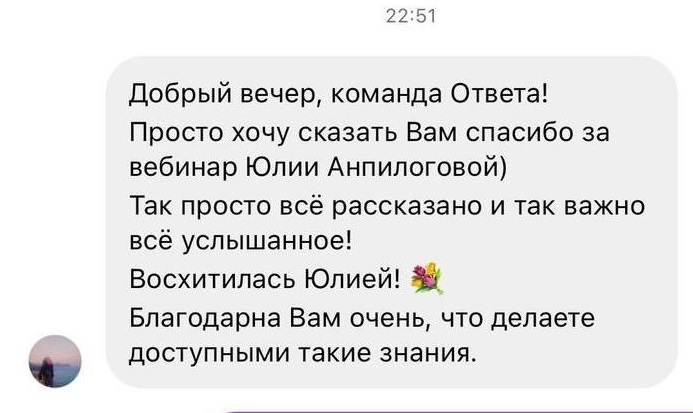 22:51
Добрый вечер, команда Ответа!
Просто хочу сказать Вам спасибо за
вебинар Юлии Анпилоговой)
Так просто всё рассказано и так важно
всё услышанное!
Восхитилась Юлией! 💐
Благодарна Вам очень, что делаете
доступными такие знания.